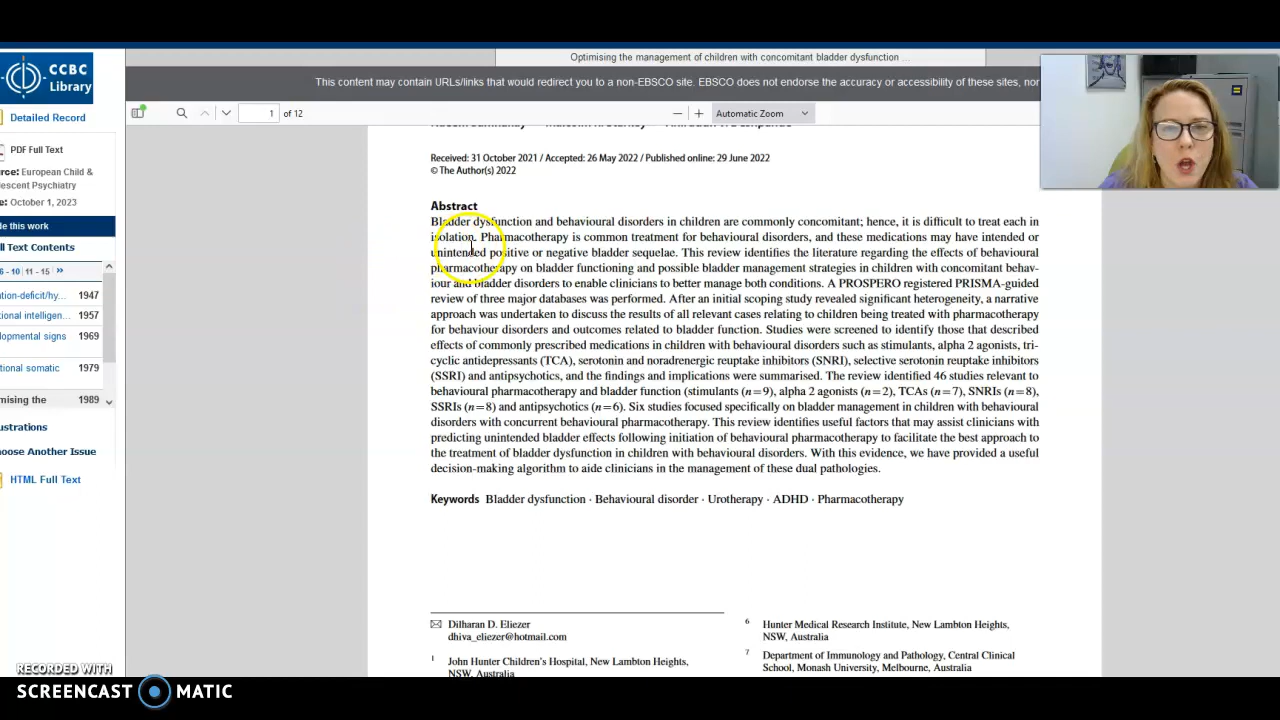 Optimising the management of children with concomitant bladder dysfunction ...
CCBC
Library
This content may contain URLs/links that would redirect you to a non-EBSCO site. EBSCO does not endorse the accuracy or accessibility of these sites, nor
Detailed Record
1 of 12
Automatic Zoom
PDF Full Text
European Child &
escent Psychiatry
October 1, 2023
de this work
ll Text Contents
6 - 10 | 11 - 15 ... »
ation-deficit/hy... 1947
tional intelligen... 1957
lopmental signs 1969
tional somatic 1979
mising the 1989
ustrations
oose Another Issue
HTML Full Text
Received: 31 October 2021 / Accepted: 26 May 2022 / Published online: 29 June 2022
© The Author(s) 2022
Abstract
Bladder dysfunction and behavioural disorders in children are commonly concomitant; hence, it is difficult to treat each in
isolation. Pharmacotherapy is common treatment for behavioural disorders, and these medications may have intended or
unintended positive or negative bladder sequelae. This review identifies the literature regarding the effects of behavioural
pharmacotherapy on bladder functioning and possible bladder management strategies in children with concomitant behav-
iour and bladder disorders to enable clinicians to better manage both conditions. A PROSPERO registered PRISMA-guided
review of three major databases was performed. After an initial scoping study revealed significant heterogeneity, a narrative
approach was undertaken to discuss the results of all relevant cases relating to children being treated with pharmacotherapy
for behaviour disorders and outcomes related to bladder function. Studies were screened to identify those that described
effects of commonly prescribed medications in children with behavioural disorders such as stimulants, alpha 2 agonists, tri-
cyclic antidepressants (TCA), serotonin and noradrenergic reuptake inhibitors (SNRI), selective serotonin reuptake inhibitors
(SSRI) and antipsychotics, and the findings and implications were summarised. The review identified 46 studies relevant to
behavioural pharmacotherapy and bladder function (stimulants (n=9), alpha 2 agonists (n=2), TCAs (n=7), SNRIs (n=8),
SSRIs (n=8) and antipsychotics (n=6). Six studies focused specifically on bladder management in children with behavioural
disorders with concurrent behavioural pharmacotherapy. This review identifies useful factors that may assist clinicians with
predicting unintended bladder effects following initiation of behavioural pharmacotherapy to facilitate the best approach to
the treatment of bladder dysfunction in children with behavioural disorders. With this evidence, we have provided a useful
decision-making algorithm to aide clinicians in the management of these dual pathologies.
Keywords Bladder dysfunction · Behavioural disorder · Urotherapy · ADHD · Pharmacotherapy
Dilharan D. Eliezer
dhiva_eliezer@hotmail.com
1 John Hunter Children's Hospital, New Lambton Heights,
NSW, Australia
6 Hunter Medical Research Institute, New Lambton Heights,
NSW, Australia
7 Department of Immunology and Pathology, Central Clinical
School, Monash University, Melbourne, Australia
RECORDED WITH
SCREENCAST MATIC